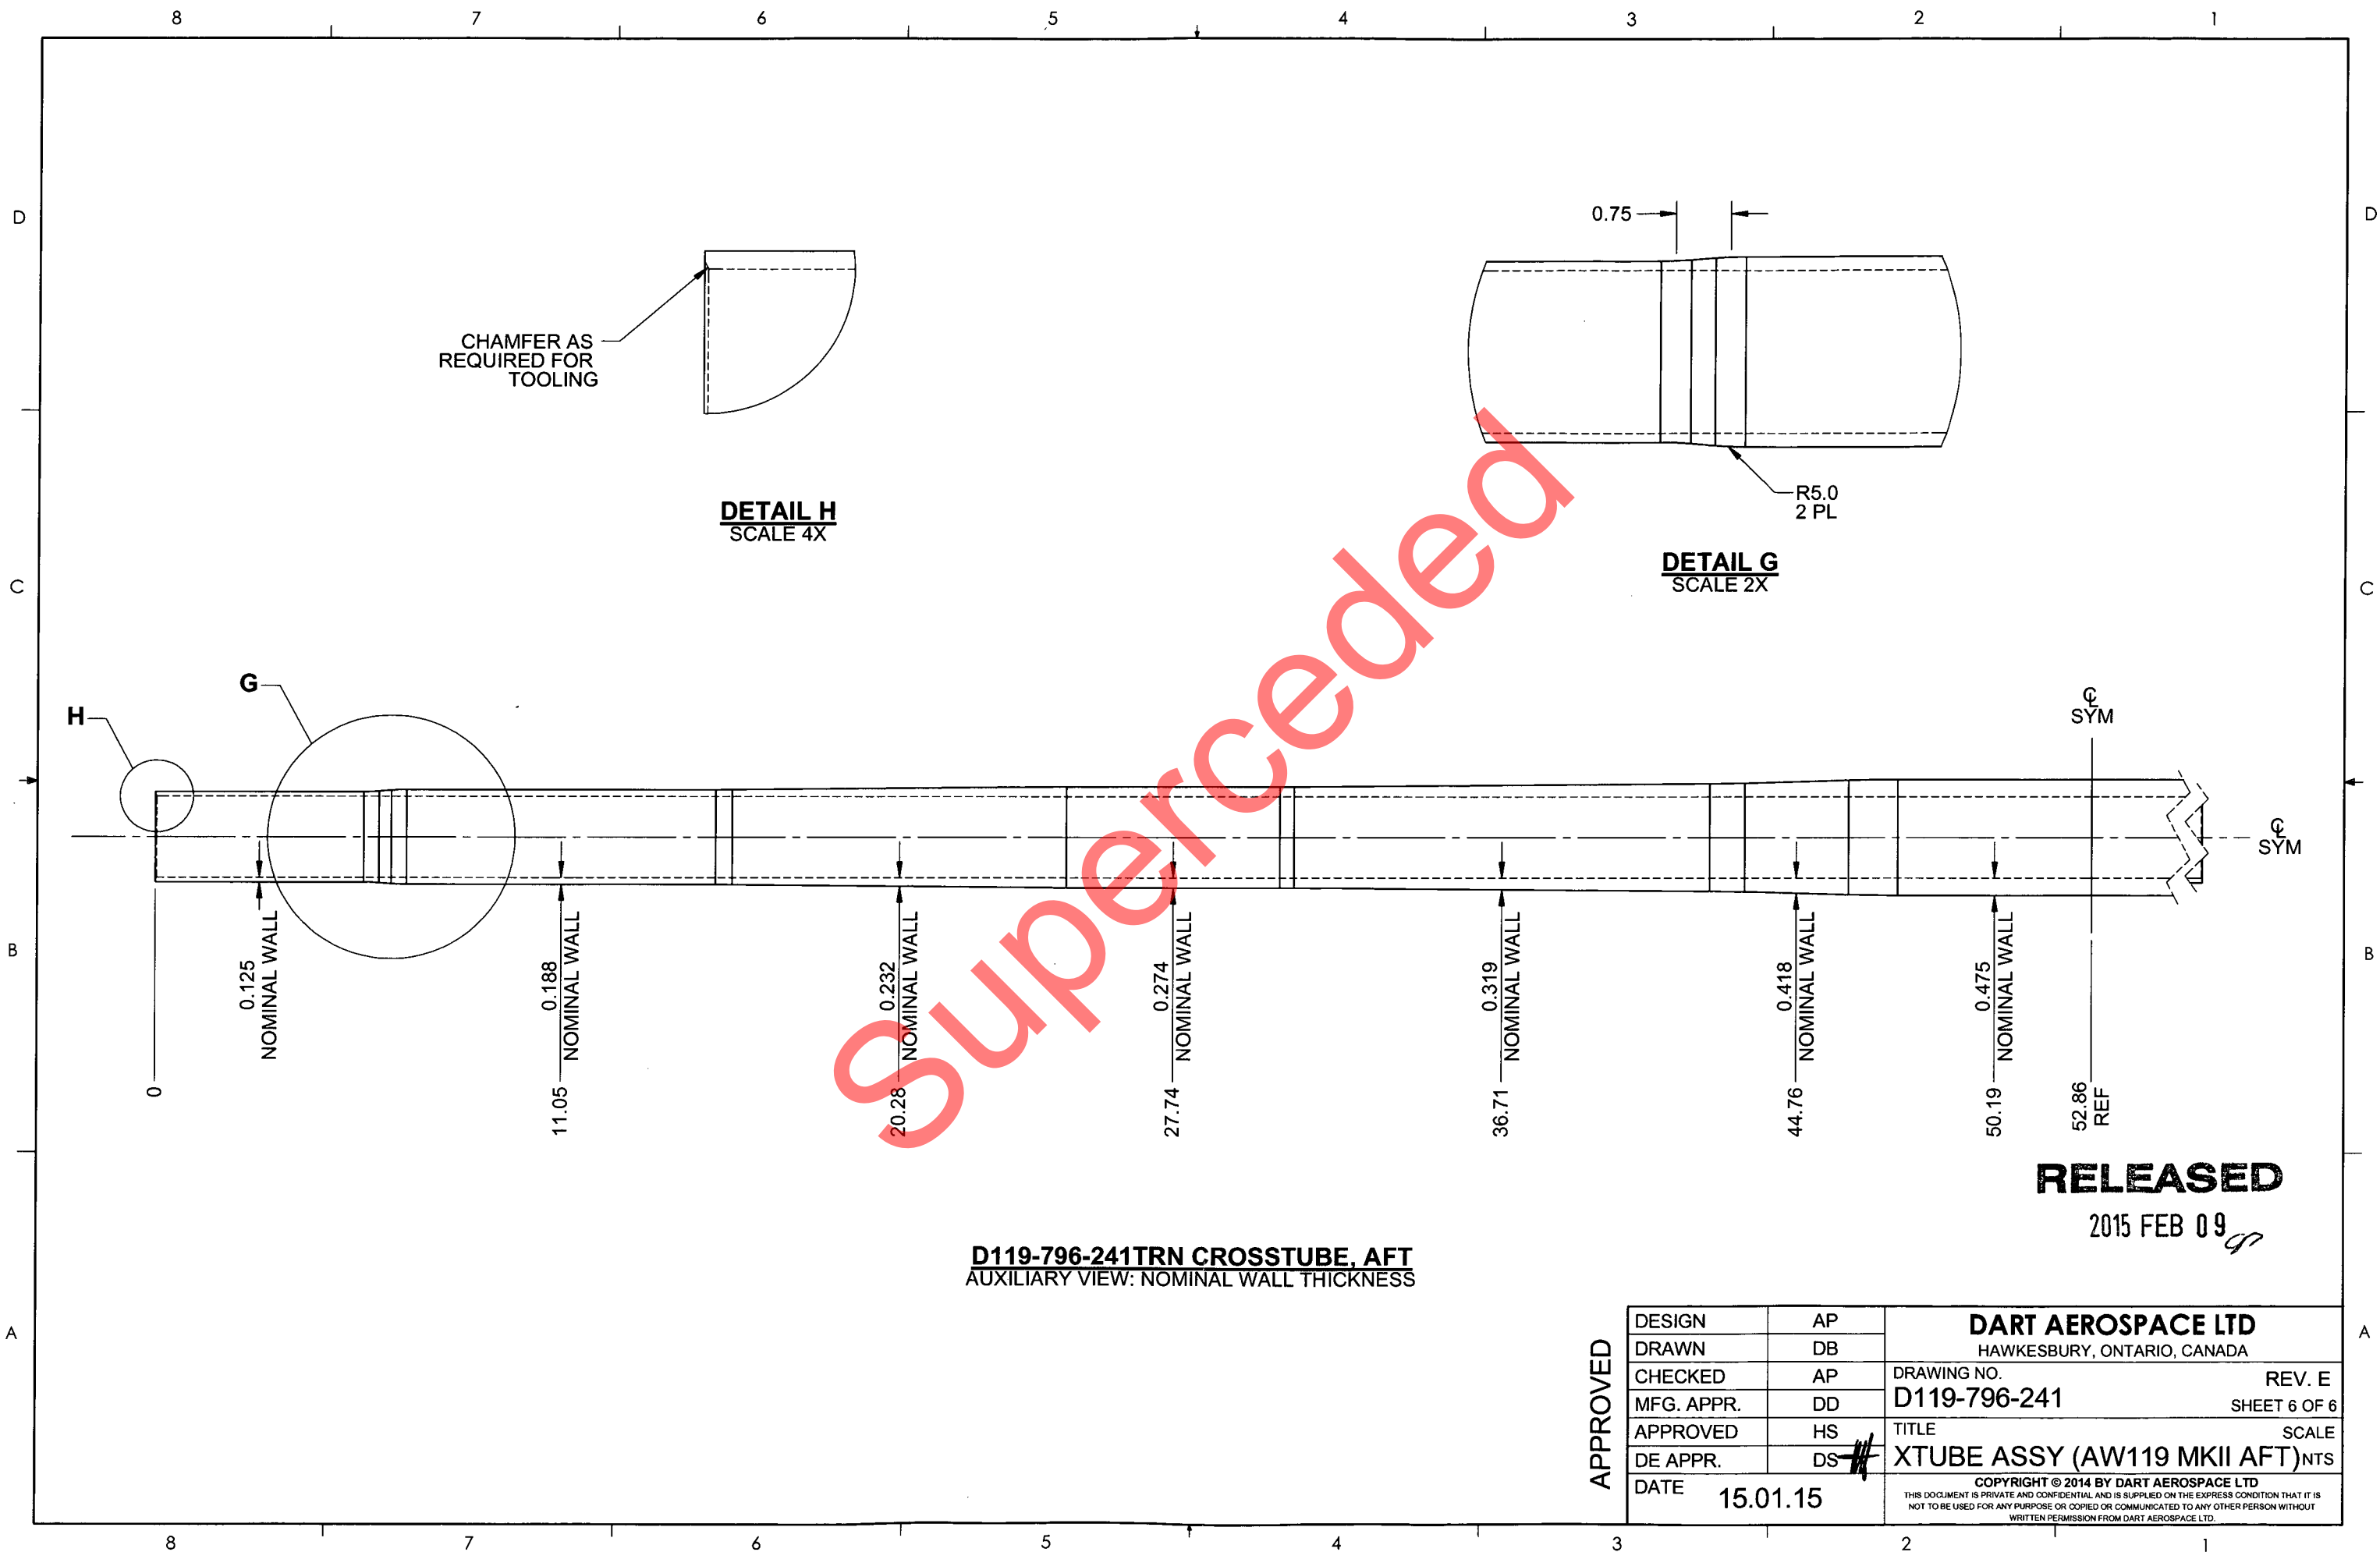 8 7 6 5 4 3 2 1
D D
0.75
CHAMFER AS
REQUIRED FOR
TOOLING
R5.0
2 PL
DETAIL H
SCALE 4X
DETAIL G
SCALE 2X
C C
Superceded
G
H
℄
SYM
℄
SYM
B B
0.125
NOMINAL WALL
0.188
NOMINAL WALL
0.232
NOMINAL WALL
0.274
NOMINAL WALL
0.319
NOMINAL WALL
0.418
NOMINAL WALL
0.475
NOMINAL WALL
0
11.05
20.28
27.74
36.71
44.76
50.19
52.86
REF
RELEASED
2015 FEB 09
D119-796-241TRN CROSSTUBE, AFT
AUXILIARY VIEW: NOMINAL WALL THICKNESS
A A
APPROVED
DESIGN AP
DRAWN DB
CHECKED AP
MFG. APPR. DD
APPROVED HS
DE APPR. DS
DATE 15.01.15
DART AEROSPACE LTD
HAWKESBURY, ONTARIO, CANADA
DRAWING NO. REV. E
D119-796-241 SHEET 6 OF 6
TITLE SCALE
XTUBE ASSY (AW119 MKII AFT) NTS
COPYRIGHT © 2014 BY DART AEROSPACE LTD
THIS DOCUMENT IS PRIVATE AND CONFIDENTIAL AND IS SUPPLIED ON THE EXPRESS CONDITION THAT IT IS
NOT TO BE USED FOR ANY PURPOSE OR COPIED OR COMMUNICATED TO ANY OTHER PERSON WITHOUT
WRITTEN PERMISSION FROM DART AEROSPACE LTD.
8 7 6 5 4 3 2 1